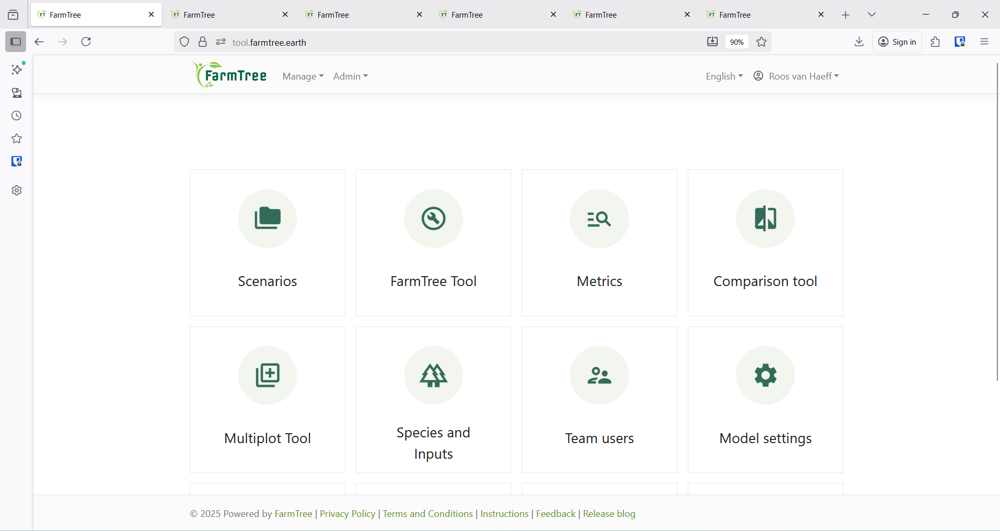 FarmTree
FarmTree
FarmTree
FarmTree
FarmTree
FarmTree
tool.farmtree.earth
90%
Sign in
FarmTree
Manage
Admin
English
Roos van Haeff
Scenarios
FarmTree Tool
Metrics
Comparison tool
Multiplot Tool
Species and
Inputs
Team users
Model settings
© 2025 Powered by FarmTree | Privacy Policy | Terms and Conditions | Instructions | Feedback | Release blog